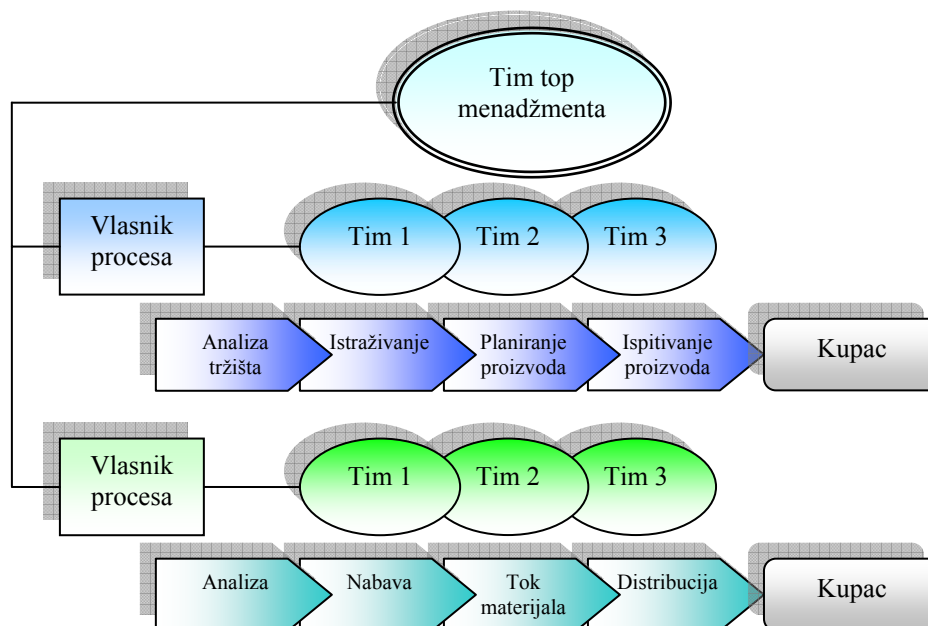 Tim top
menadžmenta
Vlasnik
procesa
Tim 1
Tim 2
Tim 3
Analiza
tržišta
Istraživanje
Planiranje
proizvoda
Ispitivanje
proizvoda
Kupac
Vlasnik
procesa
Tim 1
Tim 2
Tim 3
Analiza
Nabava
Tok
materijala
Distribucija
Kupac